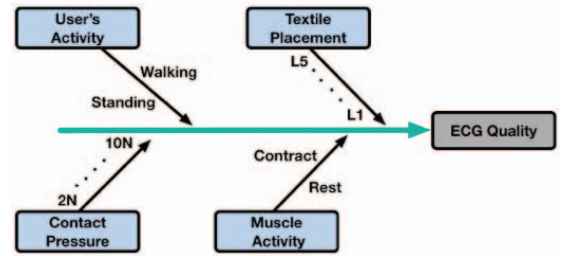 User's
Activity
Textile
Placement
Walking
Standing
L5
L1
ECG Quality
10N
2N
Contract
Rest
Contact
Pressure
Muscle
Activity